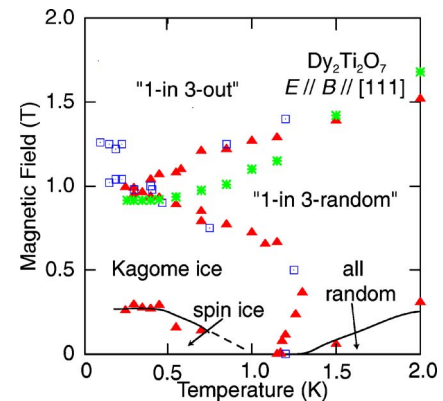 Dy2Ti2O7
E // B // [111]
"1-in 3-out"
"1-in 3-random"
Kagome ice
spin ice
all
random
Magnetic Field (T)
2.0
1.5
1.0
0.5
0
0 0.5 1.0 1.5 2.0
Temperature (K)